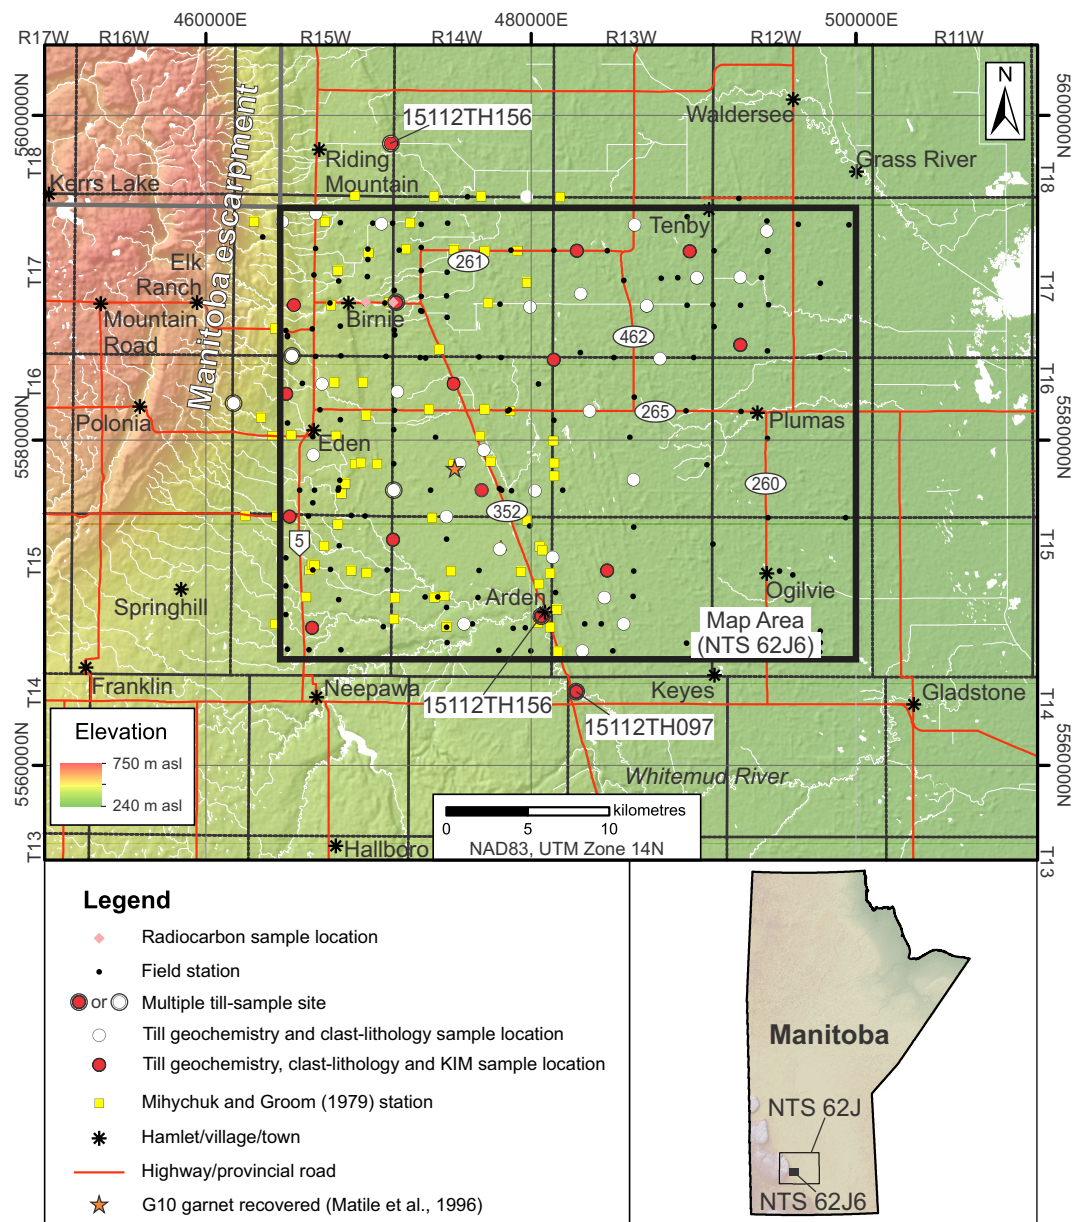 460000E
480000E
500000E
R17W
R16W
R15W
R14W
R13W
R12W
R11W
5600000N
5600000N
N
15112TH156
Waldersee
Grass River
T18
T18
Riding
Mountain
Kerrs Lake
Manitoba escarpment
Tenby
T17
T17
Elk
Ranch
261
Birnie
Mountain
Road
462
T16
T16
Polonia
265
Plumas
5580000N
5580000N
Eden
260
352
5
T15
T15
Springhill
Arden
Ogilvie
Map Area
(NTS 62J6)
Franklin
Neepawa
Keyes
Gladstone
T14
T14
15112TH156
15112TH097
Elevation
750 m asl
240 m asl
5560000N
5560000N
Whitemud River
kilometres
0
5
10
NAD83, UTM Zone 14N
T13
T13
Hallboro
Legend
Radiocarbon sample location
Field station
or
Multiple till-sample site
Till geochemistry and clast-lithology sample location
Till geochemistry, clast-lithology and KIM sample location
Mihychuk and Groom (1979) station
Hamlet/village/town
Highway/provincial road
G10 garnet recovered (Matile et al., 1996)
Manitoba
NTS 62J
NTS 62J6